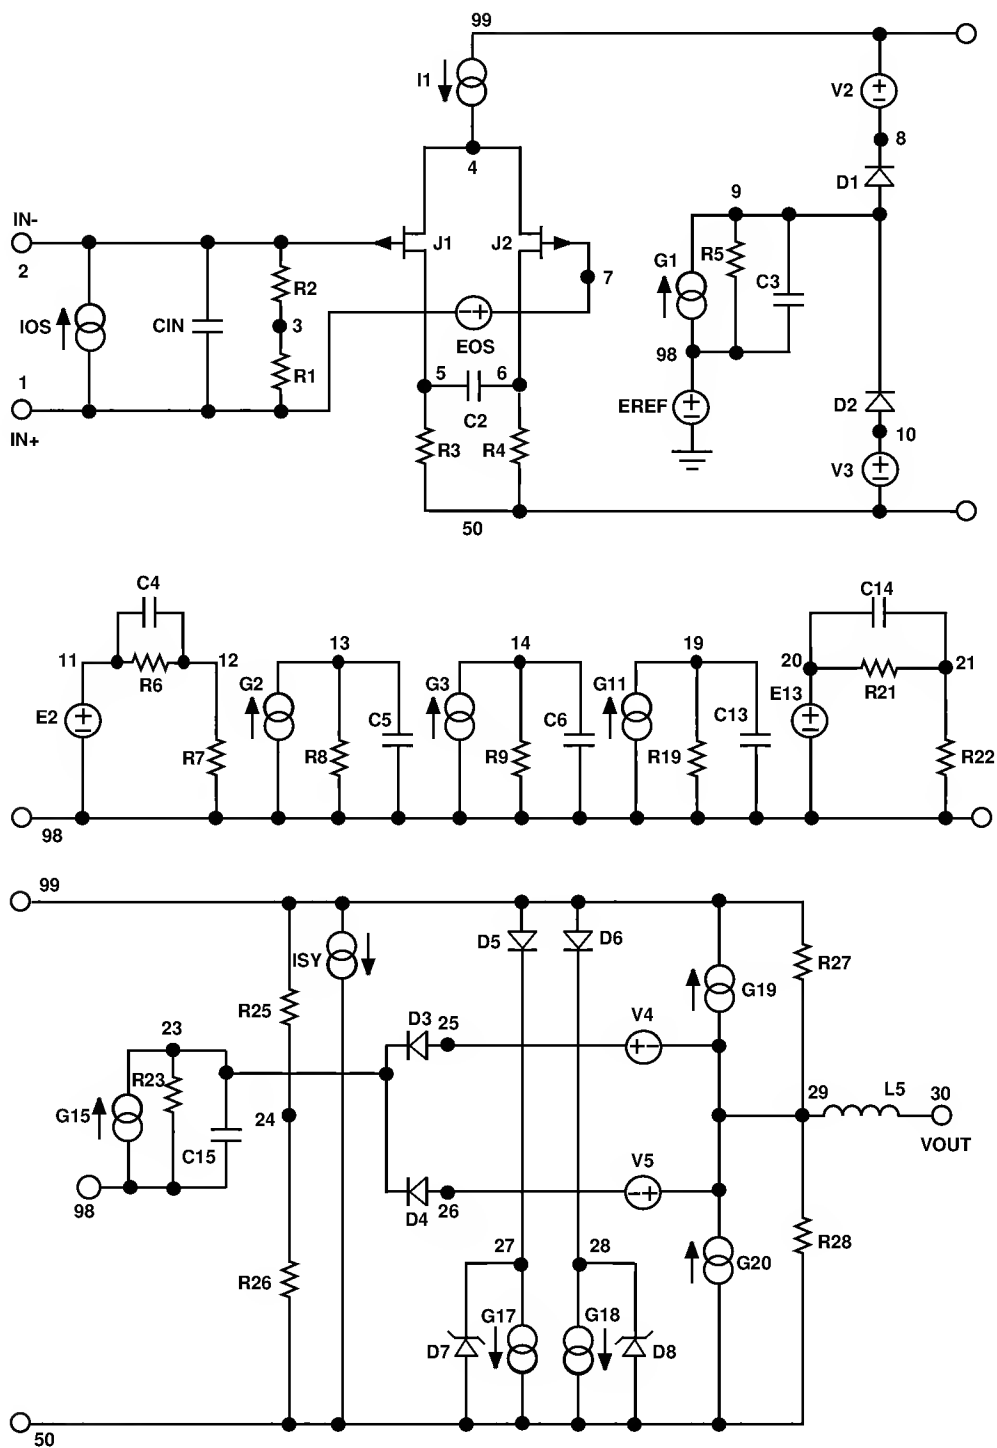 99
I1
V2
8
4
D1
IN-
9
J1
J2
2
R2
G1
R5
C3
7
IOS
CIN
3
EOS
98
1
R1
5
6
EREF
D2
C2
10
IN+
R3
R4
V3
50
C4
C14
11
12
13
14
19
20
21
R6
G2
G3
G11
E13
R21
E2
C5
C6
C13
R7
R8
R9
R19
R22
98
99
D5
D6
ISY
R27
G19
R25
D3
25
V4
23
R23
29
L5
30
G15
24
C15
VOUT
V5
98
D4
26
27
28
R28
G20
R26
G17
G18
D7
D8
50